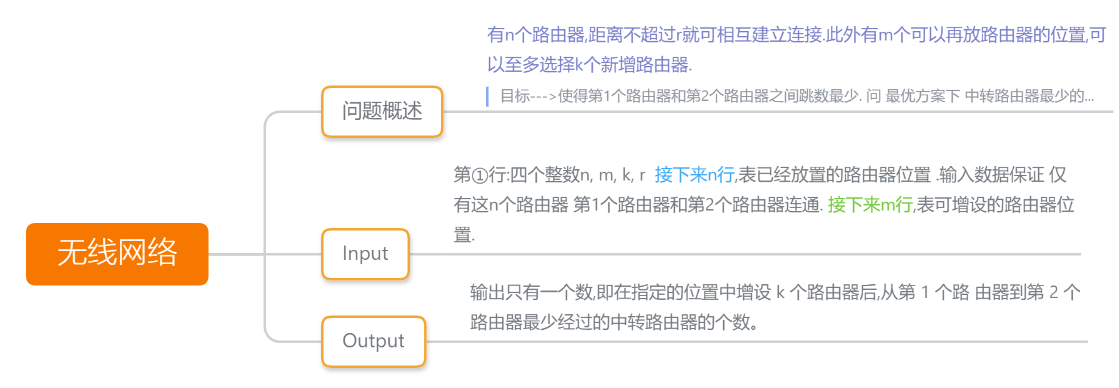 有n个路由器,距离不超过r就可相互建立连接.此外有m个可以再放路由器的位置,可
以至多选择k个新增路由器.
问题概述
目标--->使得第1个路由器和第2个路由器之间跳数最少. 问 最优方案下 中转路由器最少的...
第①行:四个整数n, m, k, r 接下来n行,表已经放置的路由器位置 .输入数据保证 仅
有这n个路由器 第1个路由器和第2个路由器连通. 接下来m行,表可增设的路由器位
置.
无线网络
Input
输出只有一个数,即在指定的位置中增设 k 个路由器后,从第 1 个路 由器到第 2 个
路由器最少经过的中转路由器的个数。
Output